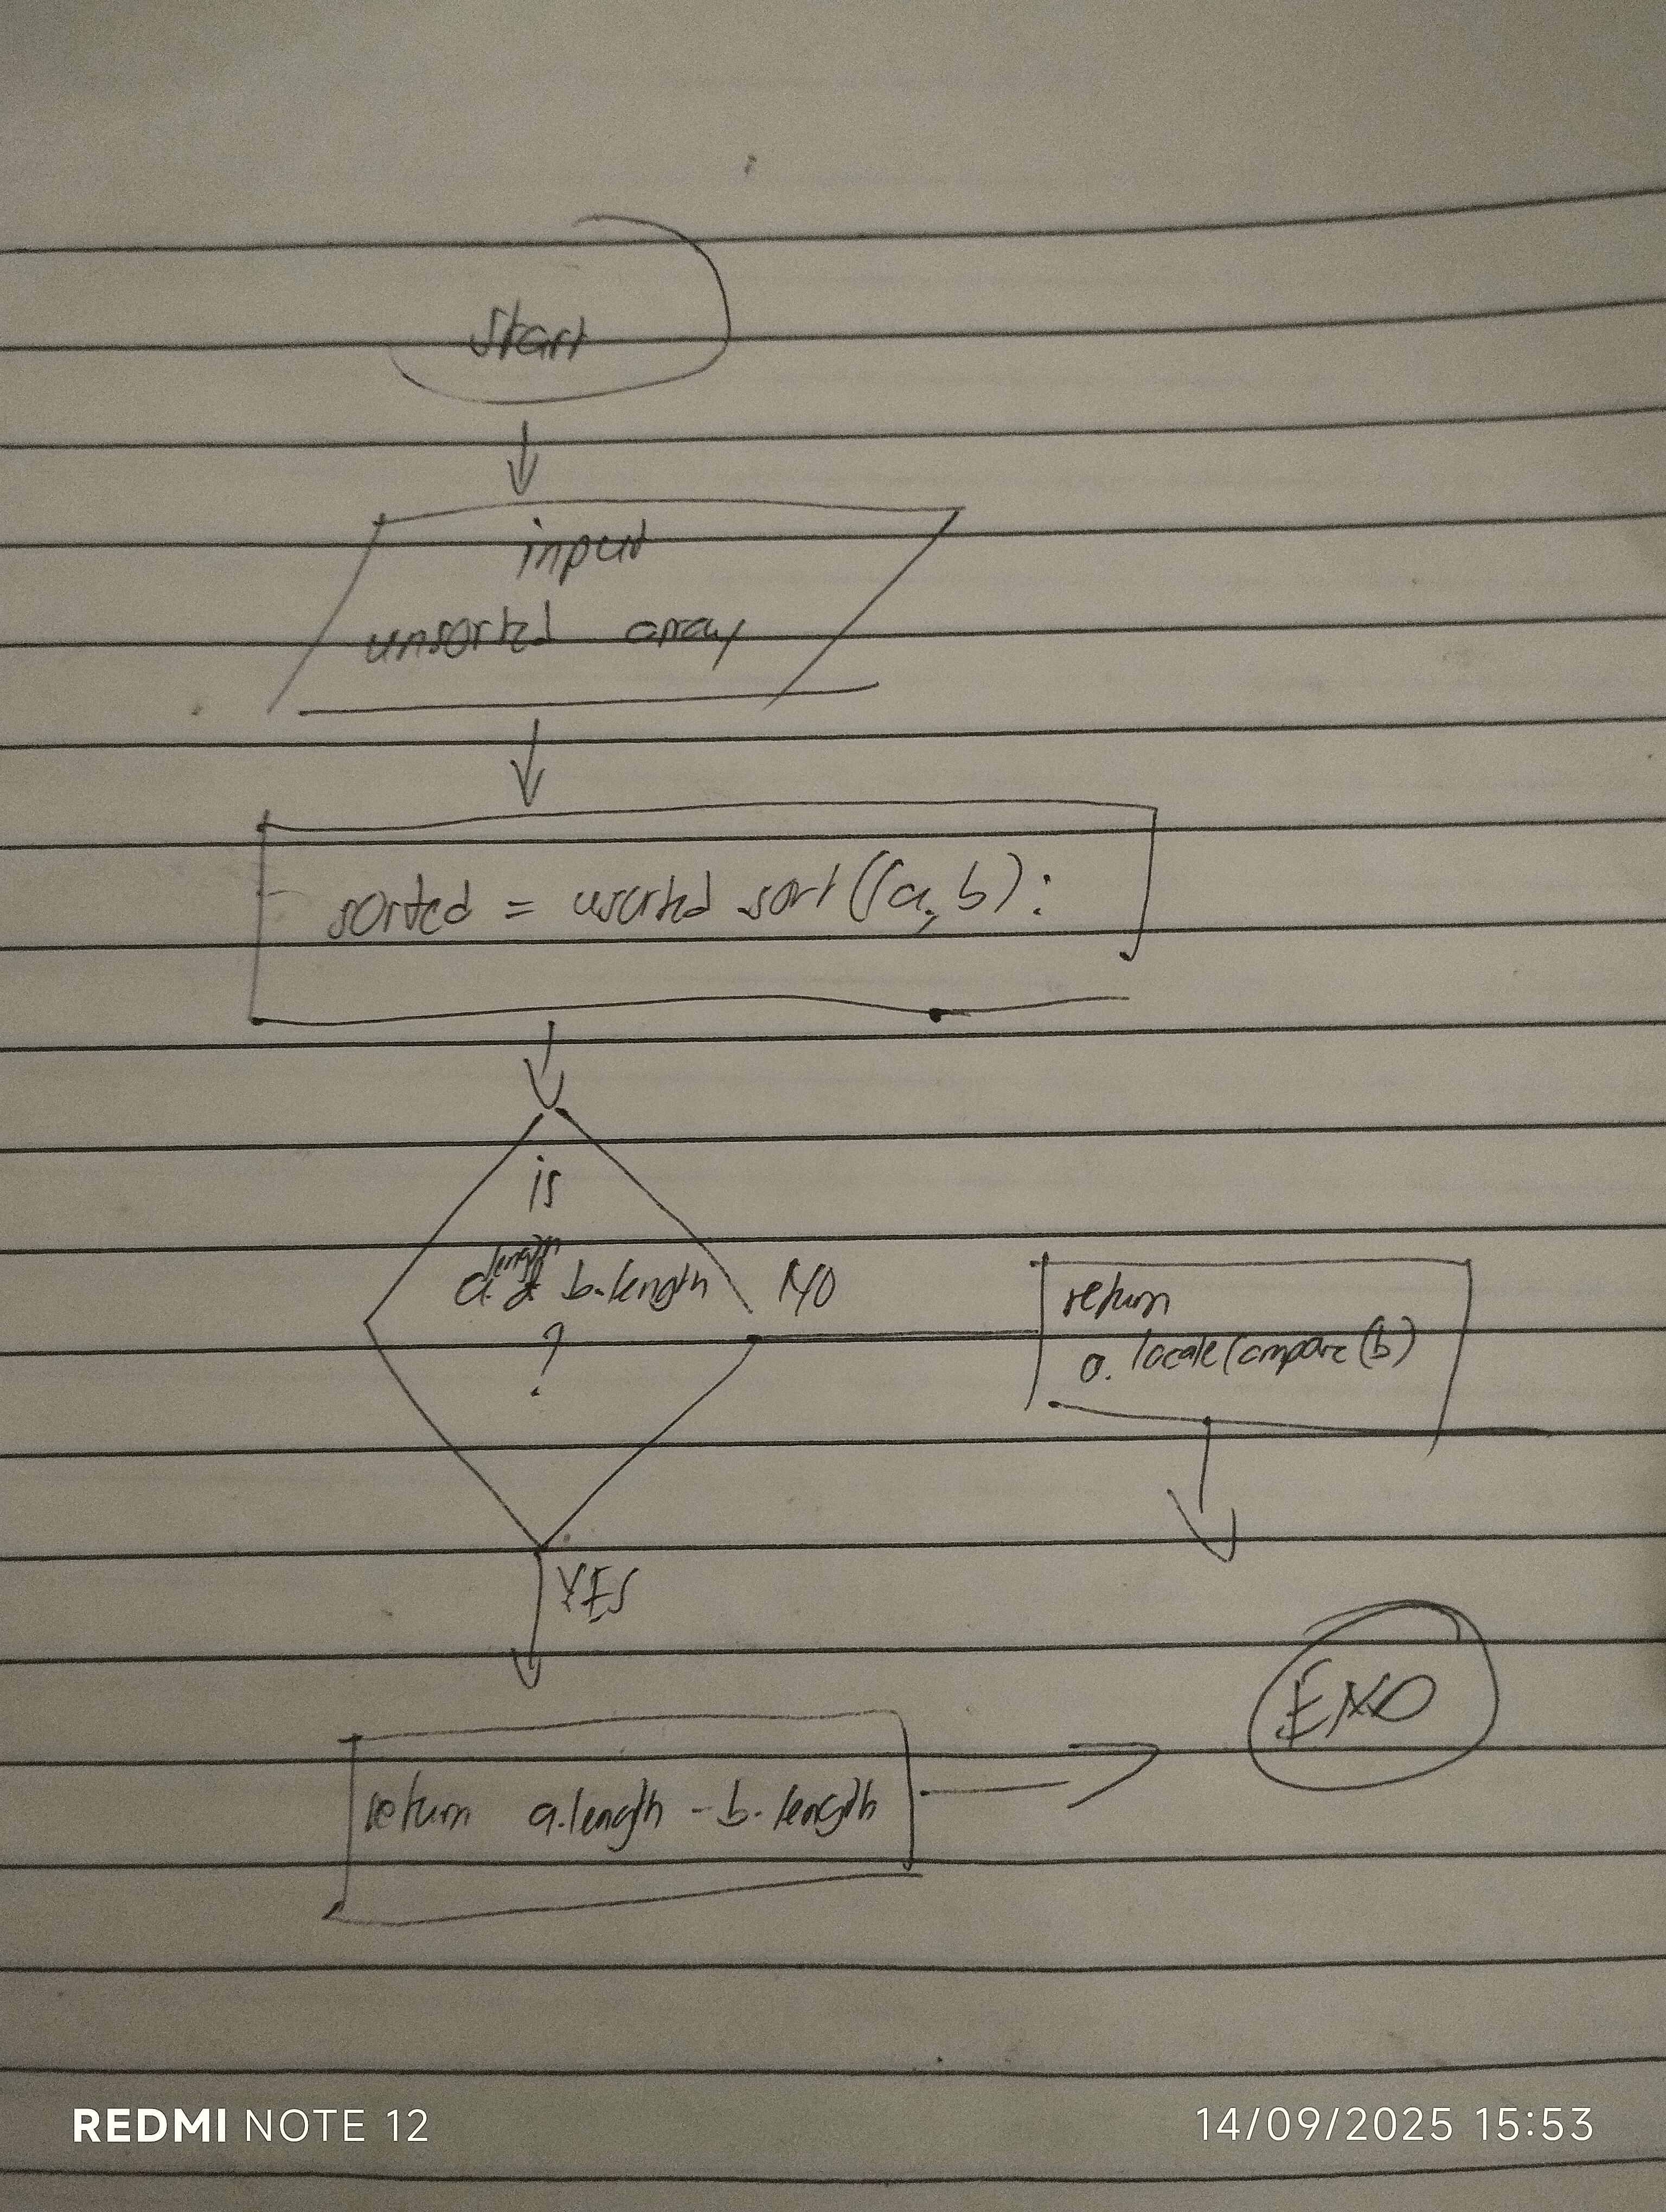 start
input
unsorted array
sorted = sort((a, b):
is
length
a. b.length
?
NO
return
a. localeCompare(b)
YES
END
return a.length - b.length
REDMI NOTE 12
14/09/2025 15:53